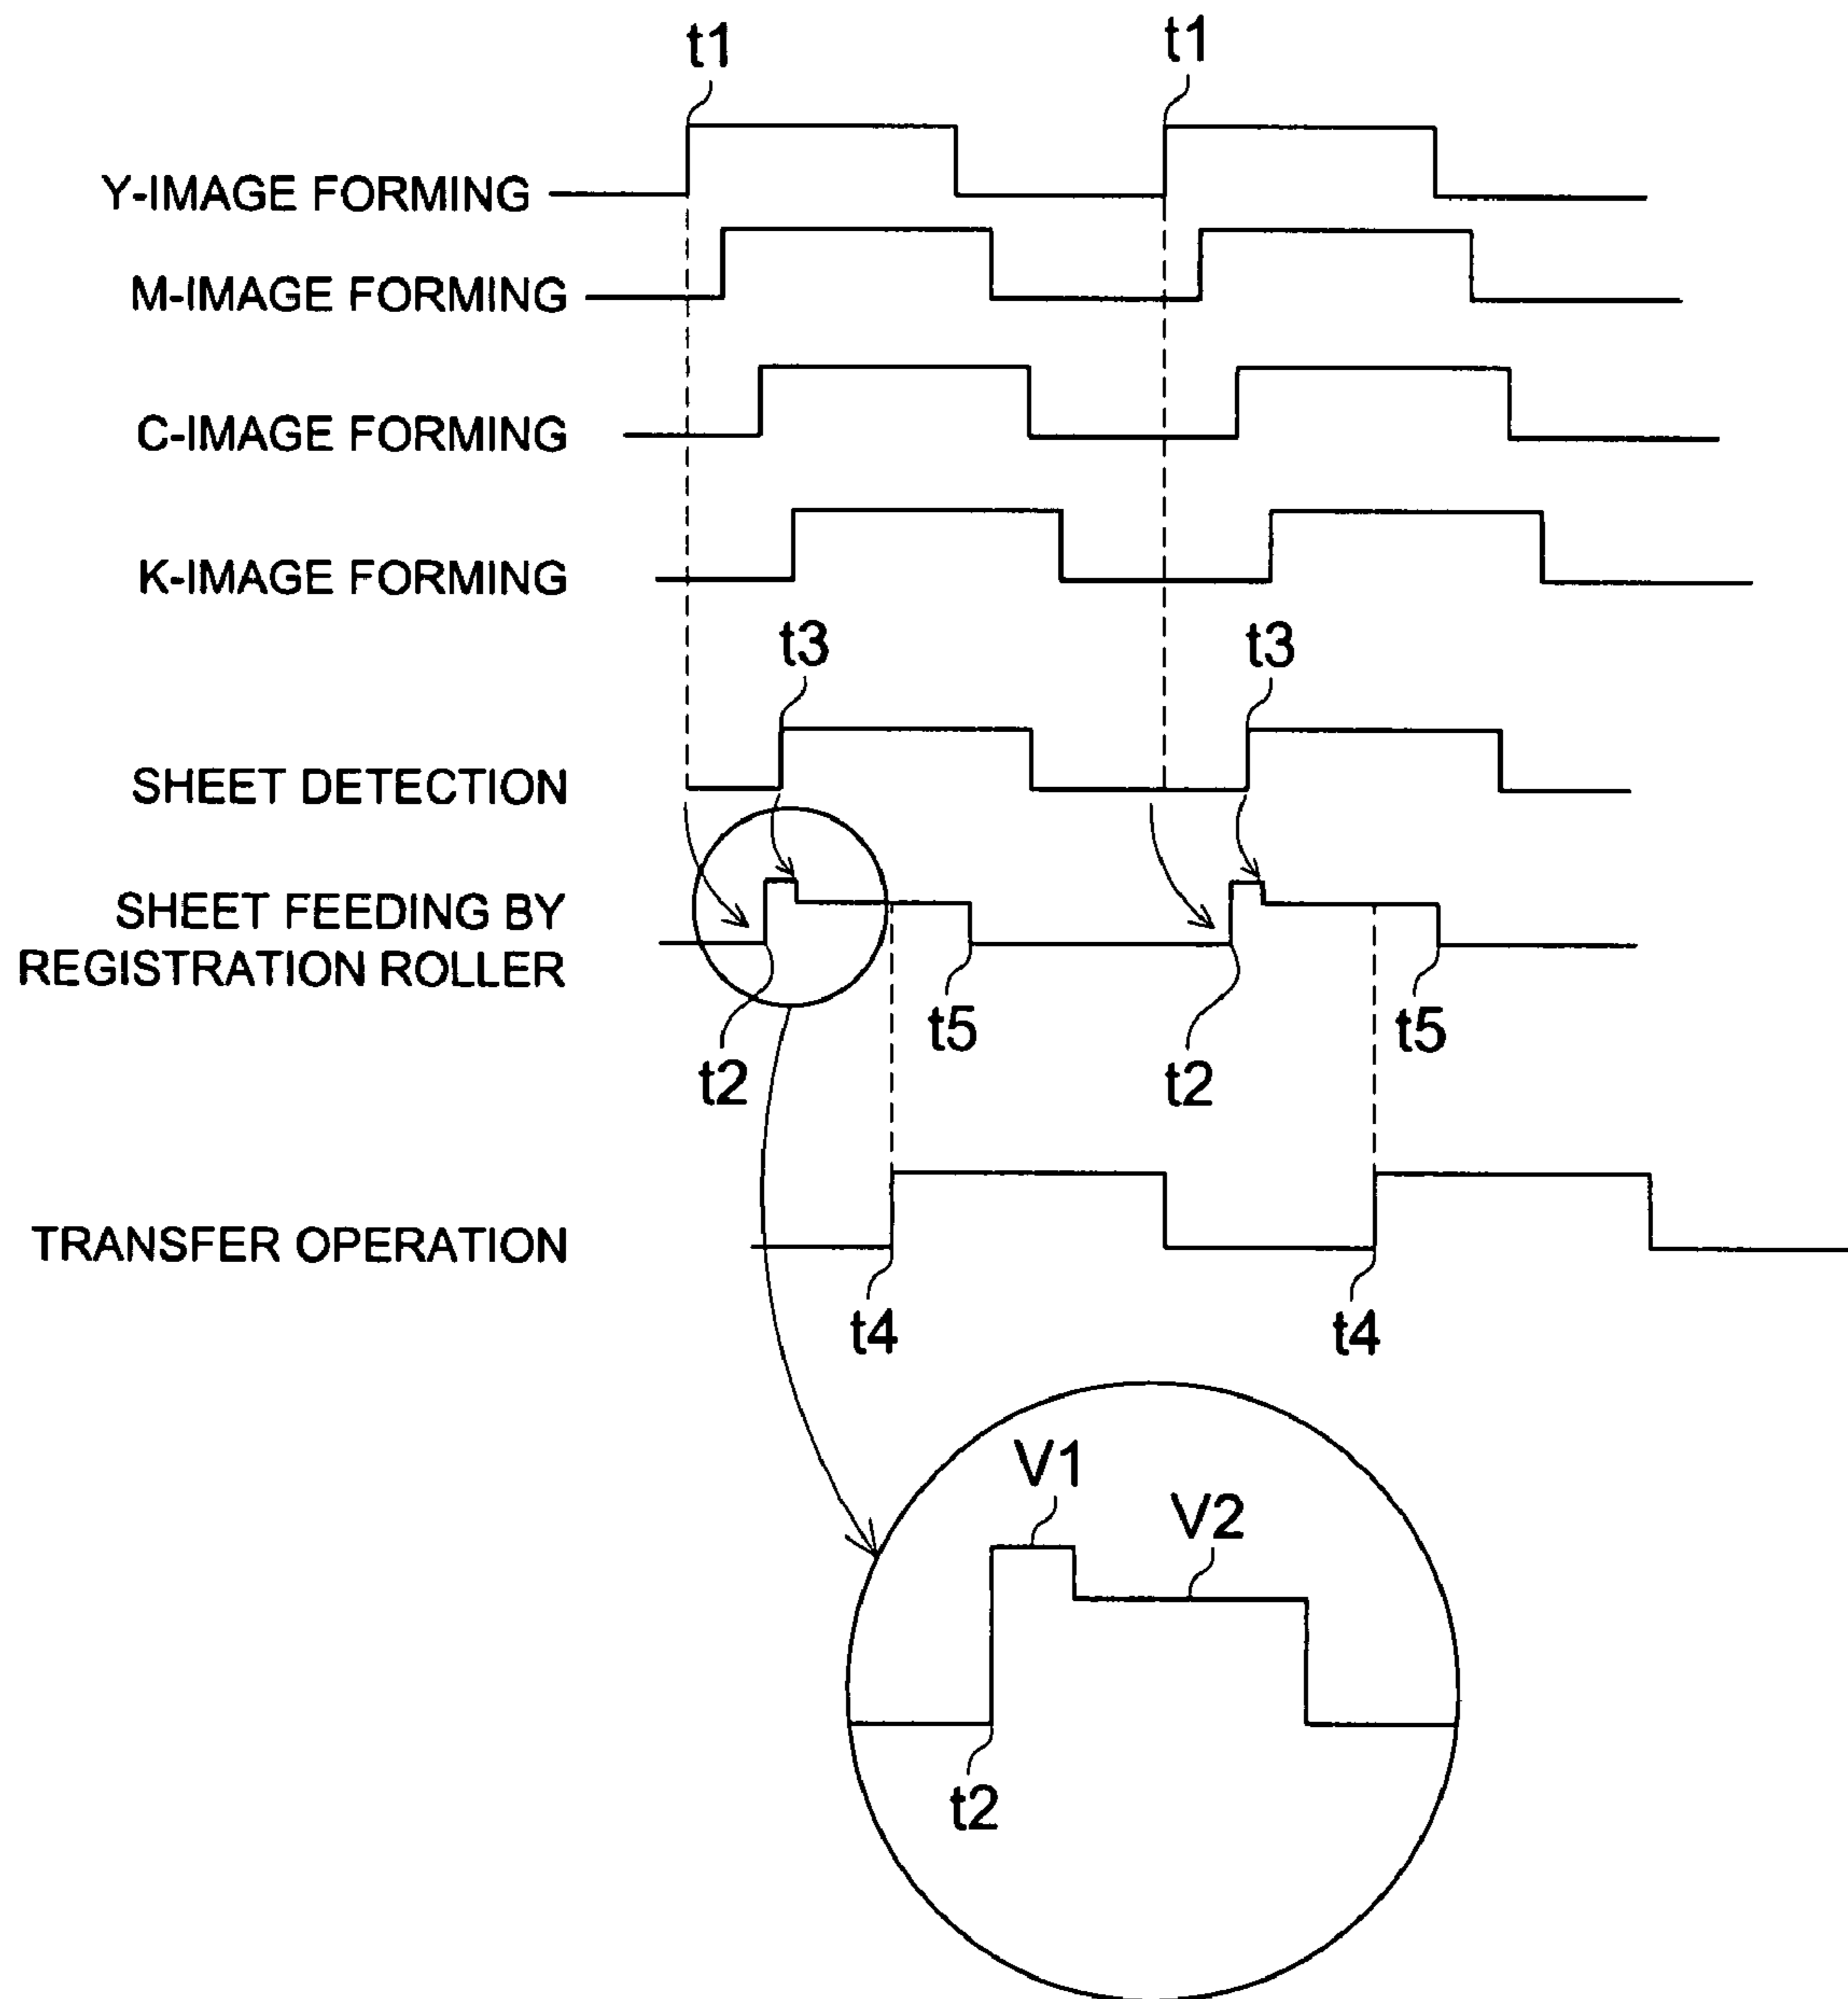 t1 t1
Y-IMAGE FORMING
M-IMAGE FORMING
C-IMAGE FORMING
K-IMAGE FORMING
t3 t3
SHEET DETECTION
SHEET FEEDING BY
REGISTRATION ROLLER
t5 t5
t2 t2
TRANSFER OPERATION
t4 t4
V1
V2
t2